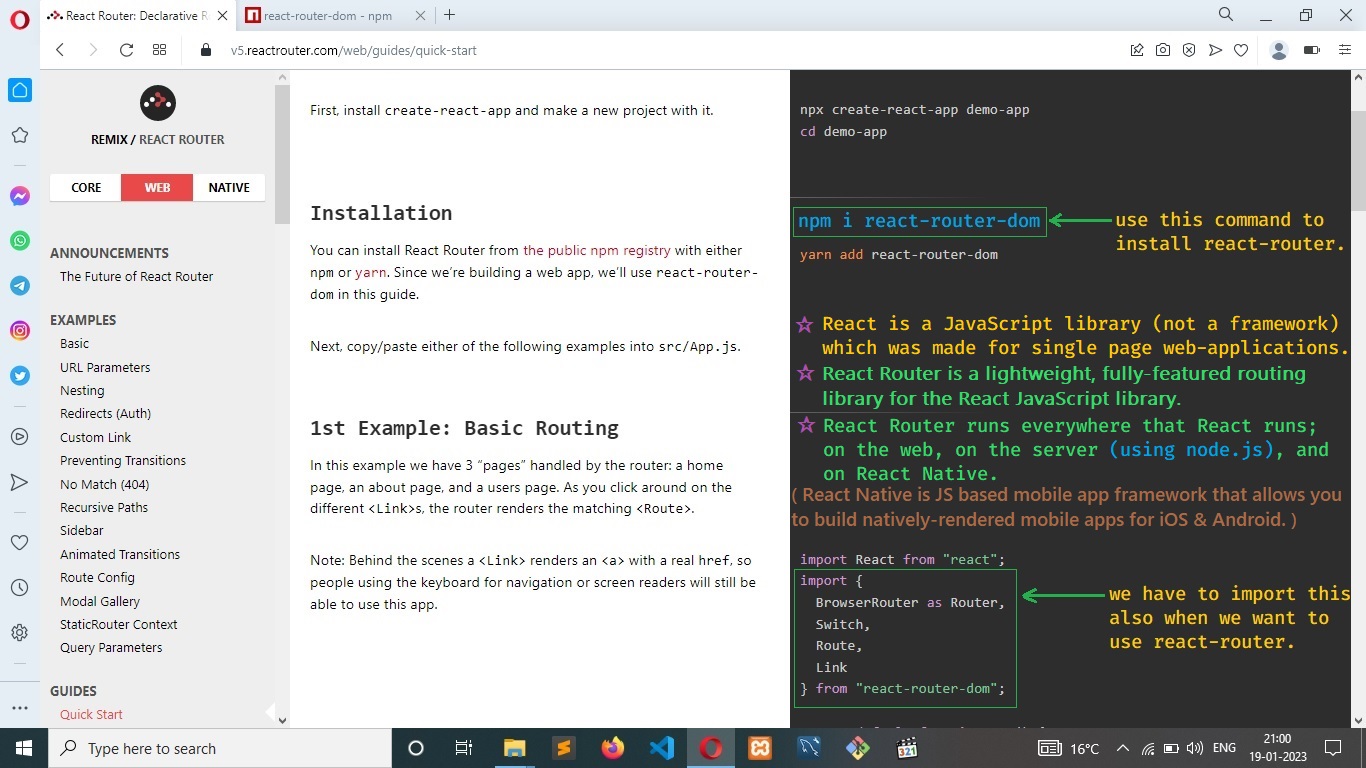 React Router: Declarative R
react-router-dom - npm
v5.reactrouter.com/web/guides/quick-start
REMIX / REACT ROUTER
CORE
WEB
NATIVE
ANNOUNCEMENTS
The Future of React Router
EXAMPLES
Basic
URL Parameters
Nesting
Redirects (Auth)
Custom Link
Preventing Transitions
No Match (404)
Recursive Paths
Sidebar
Animated Transitions
Route Config
Modal Gallery
StaticRouter Context
Query Parameters
GUIDES
Quick Start
First, install create-react-app and make a new project with it.
Installation
You can install React Router from the public npm registry with either
npm or yarn. Since we’re building a web app, we’ll use react-router-
dom in this guide.
Next, copy/paste either of the following examples into src/App.js.
1st Example: Basic Routing
In this example we have 3 “pages” handled by the router: a home
page, an about page, and a users page. As you click around on the
different <Link>s, the router renders the matching <Route>.
Note: Behind the scenes a <Link> renders an <a> with a real href, so
people using the keyboard for navigation or screen readers will still be
able to use this app.
npx create-react-app demo-app
cd demo-app
npm i react-router-dom
use this command to
install react-router.
yarn add react-router-dom
☆ React is a JavaScript library (not a framework)
which was made for single page web-applications.
☆ React Router is a lightweight, fully-featured routing
library for the React JavaScript library.
☆ React Router runs everywhere that React runs;
on the web, on the server (using node.js), and
on React Native.
( React Native is JS based mobile app framework that allows you
to build natively-rendered mobile apps for iOS & Android. )
import React from "react";
import {
BrowserRouter as Router,
Switch,
Route,
Link
} from "react-router-dom";
we have to import this
also when we want to
use react-router.
Type here to search
321
16°C
ENG
21:00
19-01-2023